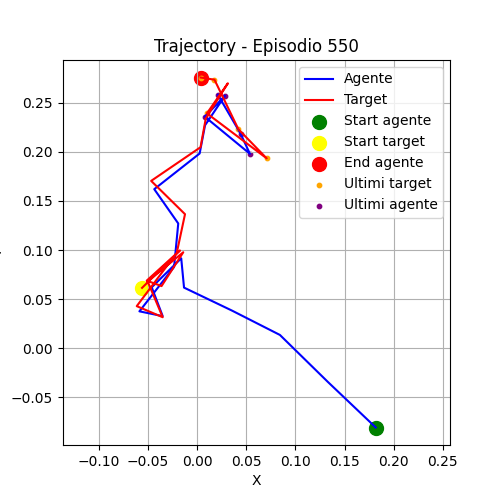 Trajectory - Episodio 550
Agente
Target
Start agente
Start target
End agente
Ultimi target
Ultimi agente
0.25
0.20
0.15
0.10
0.05
0.00
−0.05
−0.10 −0.05 0.00 0.05 0.10 0.15 0.20 0.25
X